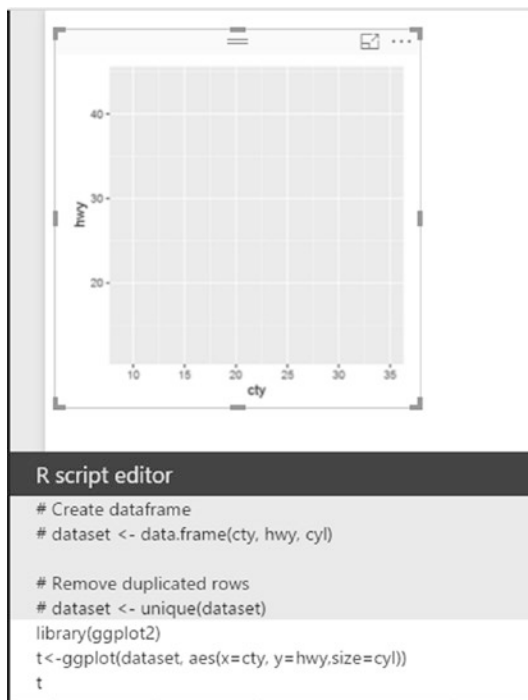 40
30
hwy
20
10 15 20 25 30 35
cty
R script editor
# Create dataframe
# dataset <- data.frame(cty, hwy, cyl)
# Remove duplicated rows
# dataset <- unique(dataset)
library(ggplot2)
t<-ggplot(dataset, aes(x=cty, y=hwy,size=cyl))
t